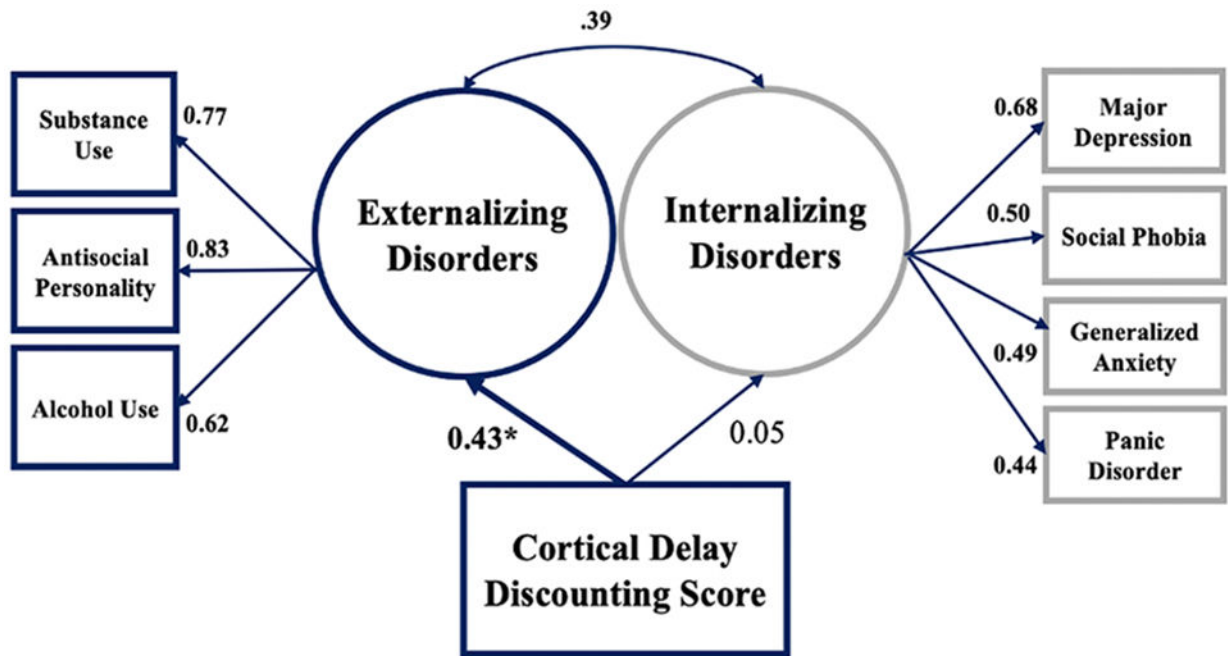 .39
Substance
Use
0.77
Antisocial
Personality
0.83
Alcohol Use
0.62
Externalizing
Disorders
Internalizing
Disorders
0.68
Major
Depression
0.50
Social Phobia
0.49
Generalized
Anxiety
0.44
Panic
Disorder
0.43*
0.05
Cortical Delay
Discounting Score